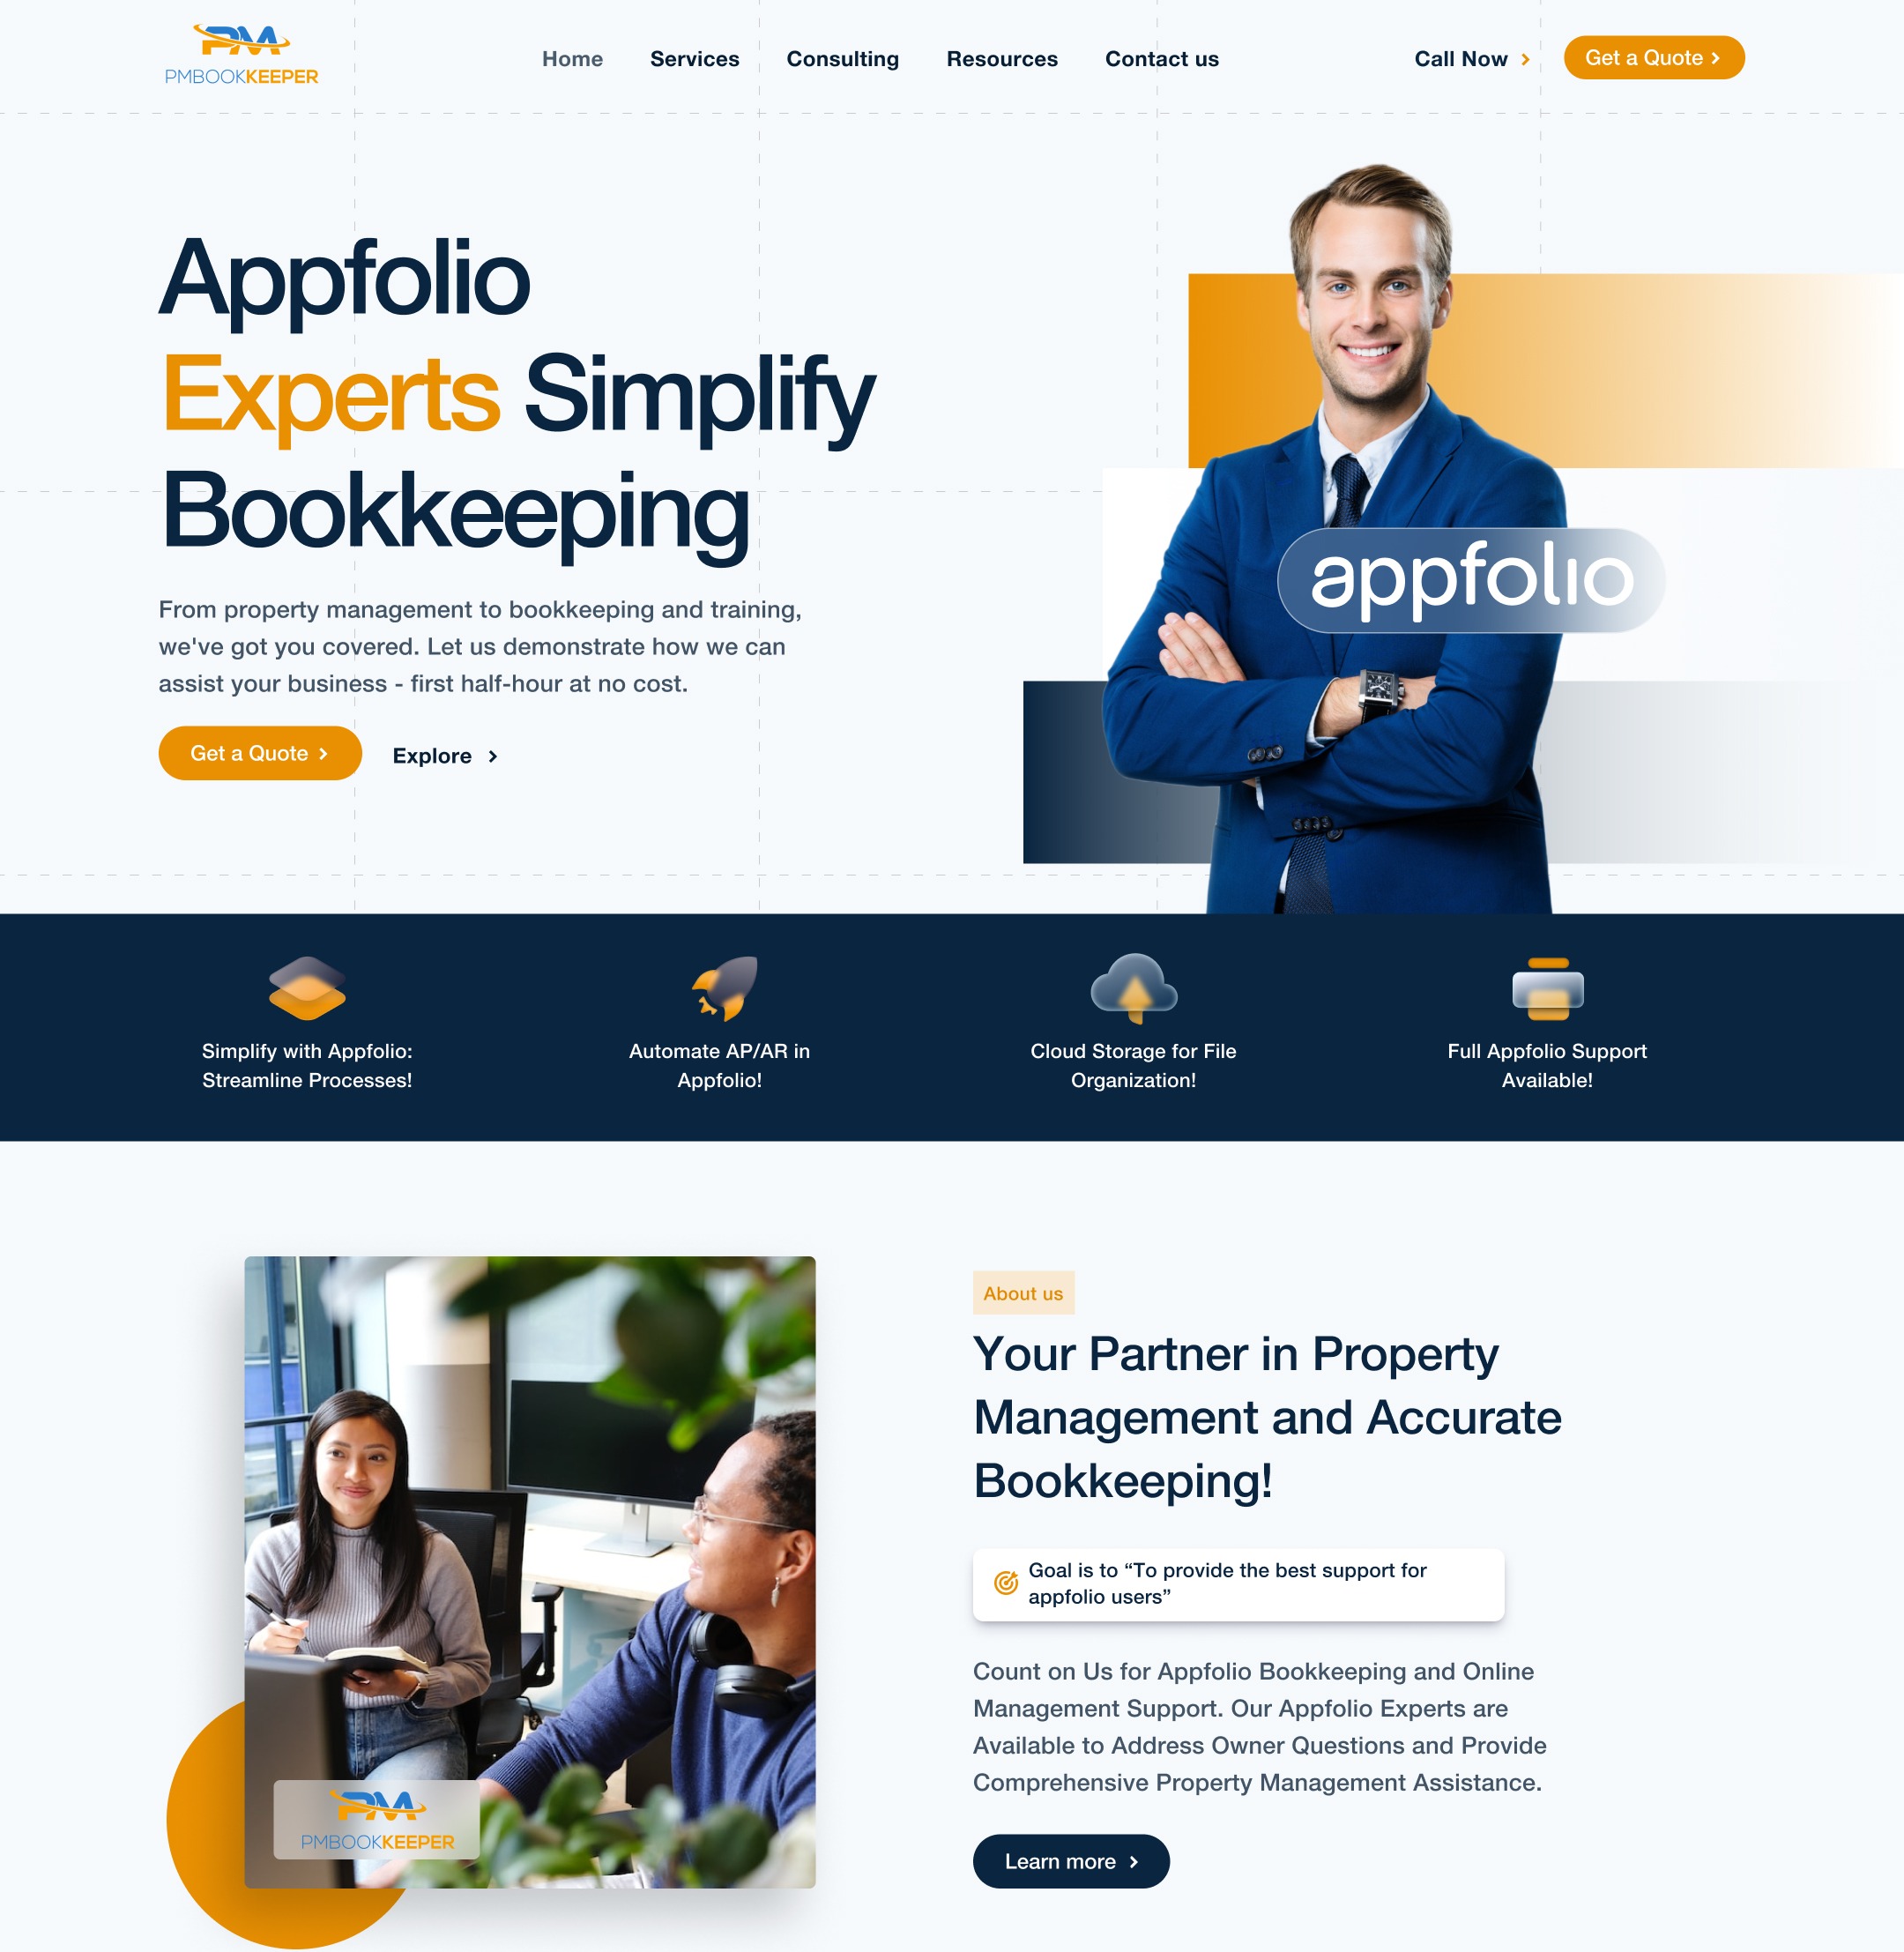 PM
PMBOOKKEEPER
Home
Services
Consulting
Resources
Contact us
Call Now
Get a Quote
Appfolio
Experts Simplify
Bookkeeping
From property management to bookkeeping and training,
we've got you covered. Let us demonstrate how we can
assist your business - first half-hour at no cost.
Get a Quote
Explore
appfolio
Simplify with Appfolio:
Streamline Processes!
Automate AP/AR in
Appfolio!
Cloud Storage for File
Organization!
Full Appfolio Support
Available!
PM
PMBOOKKEEPER
About us
Your Partner in Property
Management and Accurate
Bookkeeping!
Goal is to “To provide the best support for
appfolio users”
Count on Us for Appfolio Bookkeeping and Online
Management Support. Our Appfolio Experts are
Available to Address Owner Questions and Provide
Comprehensive Property Management Assistance.
Learn more